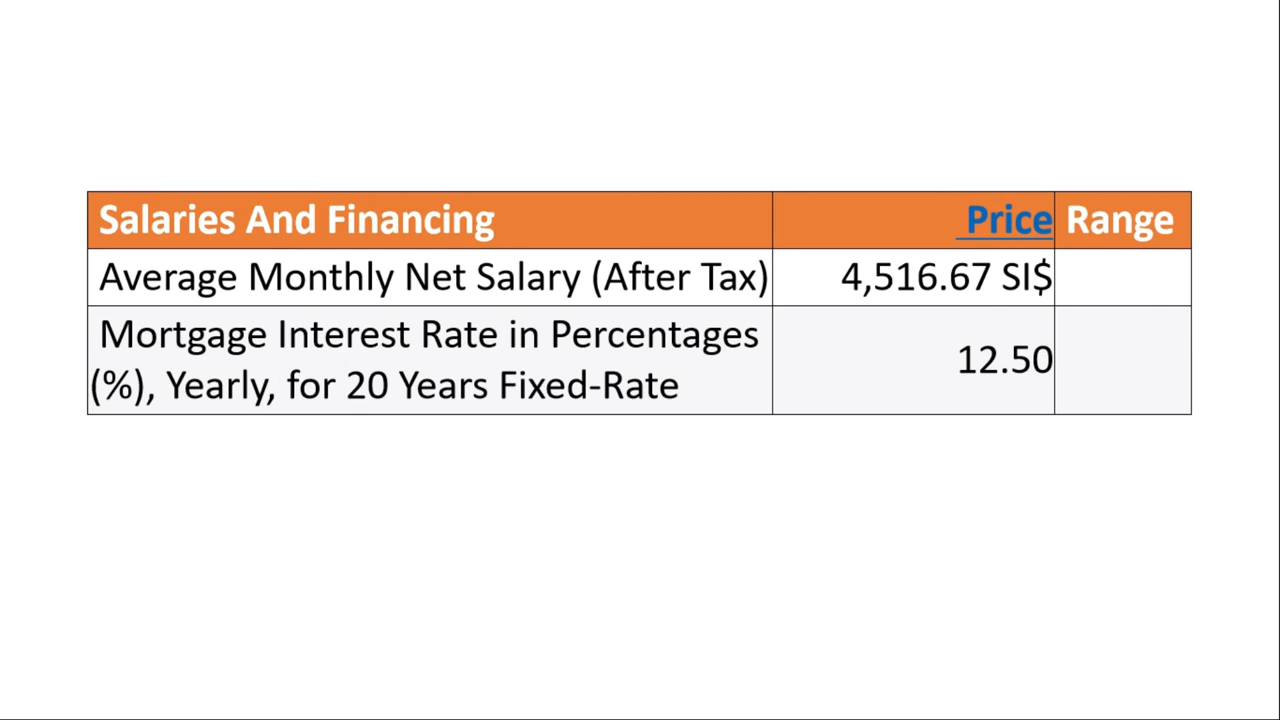 Salaries And Financing Price Range
Average Monthly Net Salary (After Tax) 4,516.67 SI$
Mortgage Interest Rate in Percentages
(%), Yearly, for 20 Years Fixed-Rate 12.50